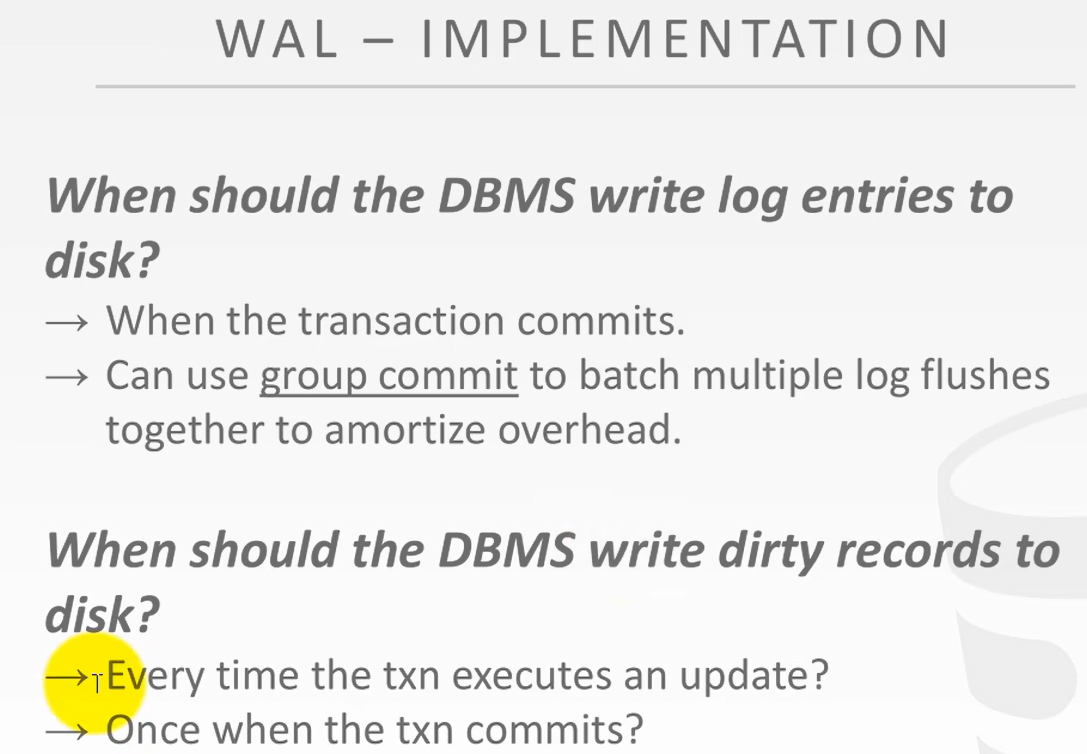 WAL – IMPLEMENTATION
When should the DBMS write log entries to
disk?
→ When the transaction commits.
→ Can use group commit to batch multiple log flushes
together to amortize overhead.
When should the DBMS write dirty records to
disk?
→ Every time the txn executes an update?
→ Once when the txn commits?